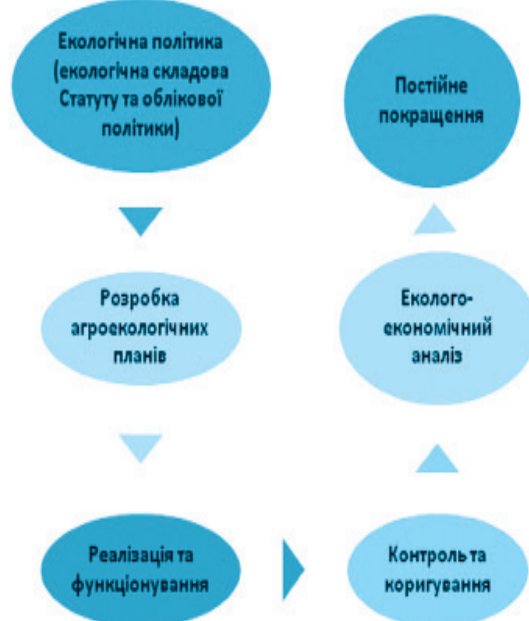 Екологічна політика
(екологічна складова
Статуту та облікової
політики)
Розробка
агроекологічних
планів
Реалізація та
функціонування
Контроль та
коригування
Еколого-
економічний
аналіз
Постійне
покращення